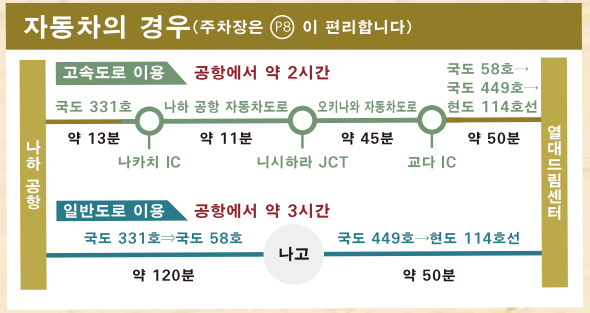 자동차의 경우(주차장은 P8 이 편리합니다)
고속도로 이용 공항에서 약 2시간
국도 58호→
국도 449호→
현도 114호선
국도 331호 나하 공항 자동차도로 오키나와 자동차도로
약 13분 약 11분 약 45분 약 50분
나카치 IC 니시하라 JCT 교다 IC
나하 공항
열대드림센터
일반도로 이용 공항에서 약 3시간
국도 331호⇒국도 58호 국도 449호→현도 114호선
나고
약 120분 약 50분